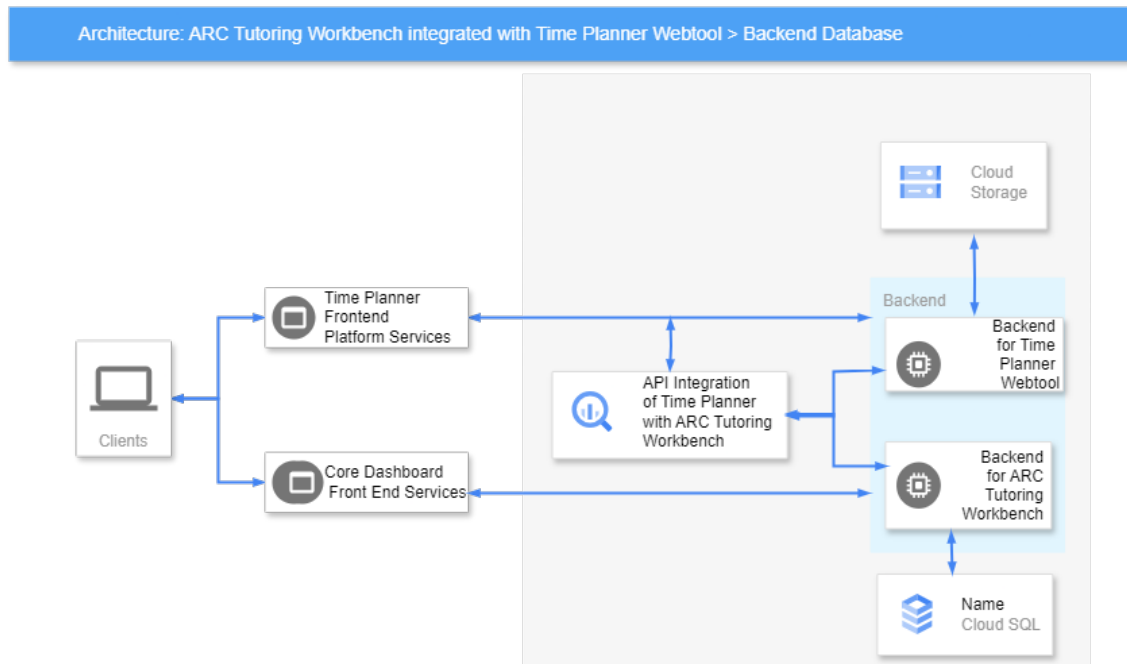 Architecture: ARC Tutoring Workbench integrated with Time Planner Webtool > Backend Database
Cloud
Storage
Time Planner
Frontend
Platform Services
Backend
Backend
for Time
Planner
Webtool
API Integration
of Time Planner
with ARC Tutoring
Workbench
Clients
Core Dashboard
Front End Services
Backend
for ARC
Tutoring
Workbench
Name
Cloud SQL